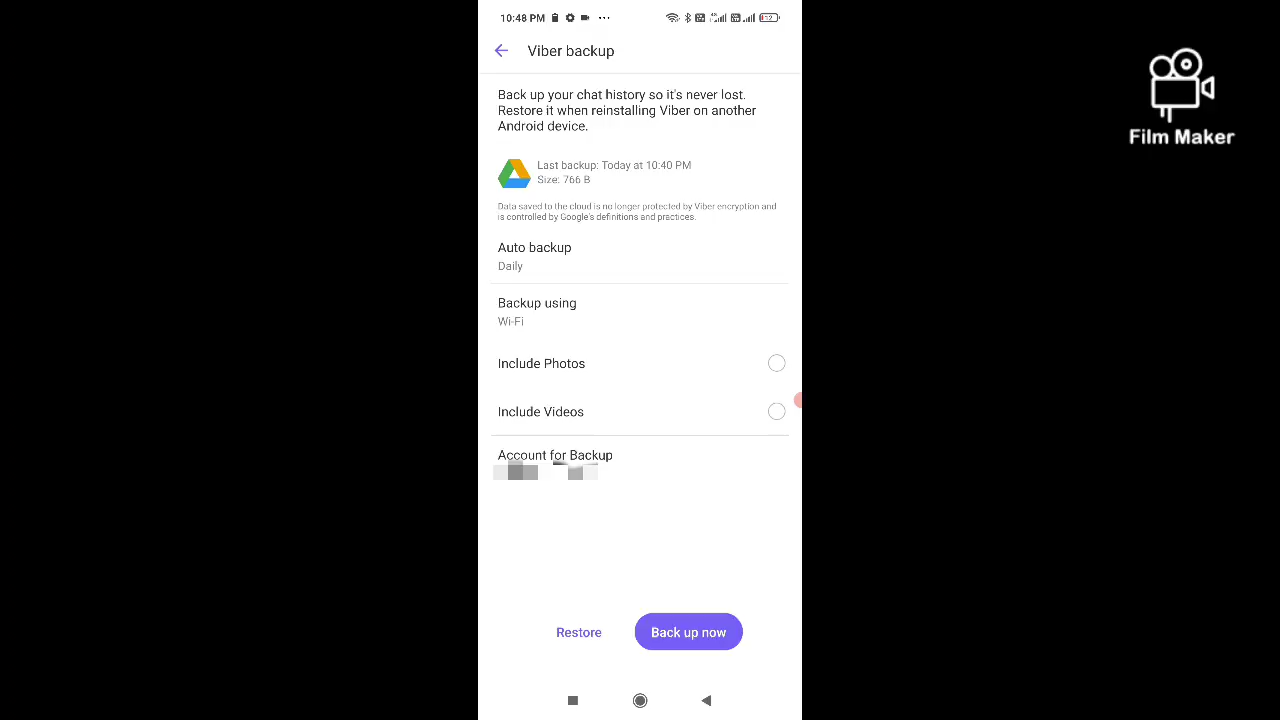 10:48 PM
Viber backup
Back up your chat history so it's never lost.
Restore it when reinstalling Viber on another
Android device.
Last backup: Today at 10:40 PM
Size: 766 B
Data saved to the cloud is no longer protected by Viber encryption and
is controlled by Google's definitions and practices.
Auto backup
Daily
Backup using
Wi-Fi
Include Photos
Include Videos
Account for Backup
Restore
Back up now
Film Maker